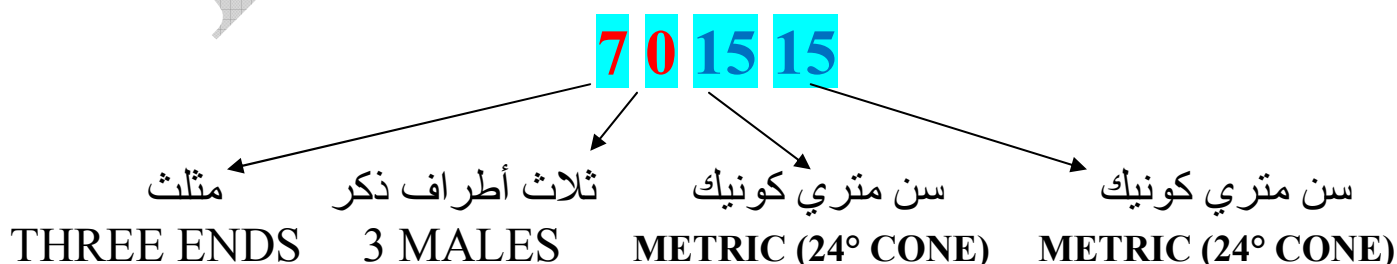 7 0 15 15
مثلث ثلاث أطراف ذكر سن متري كونيك سن متري كونيك
THREE ENDS 3 MALES METRIC (24° CONE) METRIC (24° CONE)